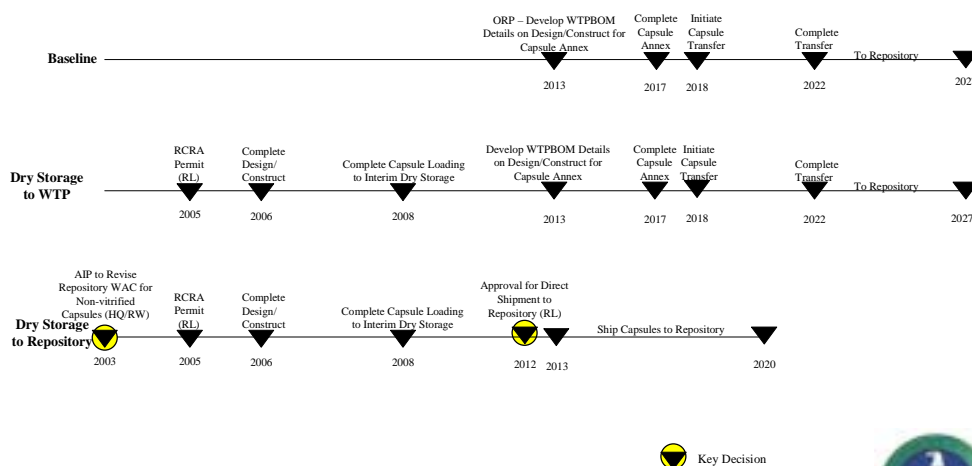 ORP – Develop WTPBOM
Details on Design/Construct for
Capsule Annex
Complete
Capsule
Annex
Initiate
Capsule
Transfer
Complete
Transfer
To Repository
Baseline
2013
2017
2018
2022
RCRA
Permit
(RL)
Complete
Design/
Construct
Complete Capsule Loading
to Interim Dry Storage
Develop WTPBOM Details
on Design/Construct for
Capsule Annex
Complete
Capsule
Annex
Initiate
Capsule
Transfer
Complete
Transfer
To Repository
Dry Storage
to WTP
2005
2006
2008
2013
2017
2018
2022
2027
AIP to Revise
Repository WAC for
Non-vitrified
Capsules (HQ/RW)
RCRA
Permit
(RL)
Complete
Design/
Construct
Complete Capsule Loading
to Interim Dry Storage
Approval for Direct
Shipment to
Repository (RL)
Ship Capsules to Repository
Dry Storage
to Repository
2003
2005
2006
2008
2012
2013
2020
Key Decision